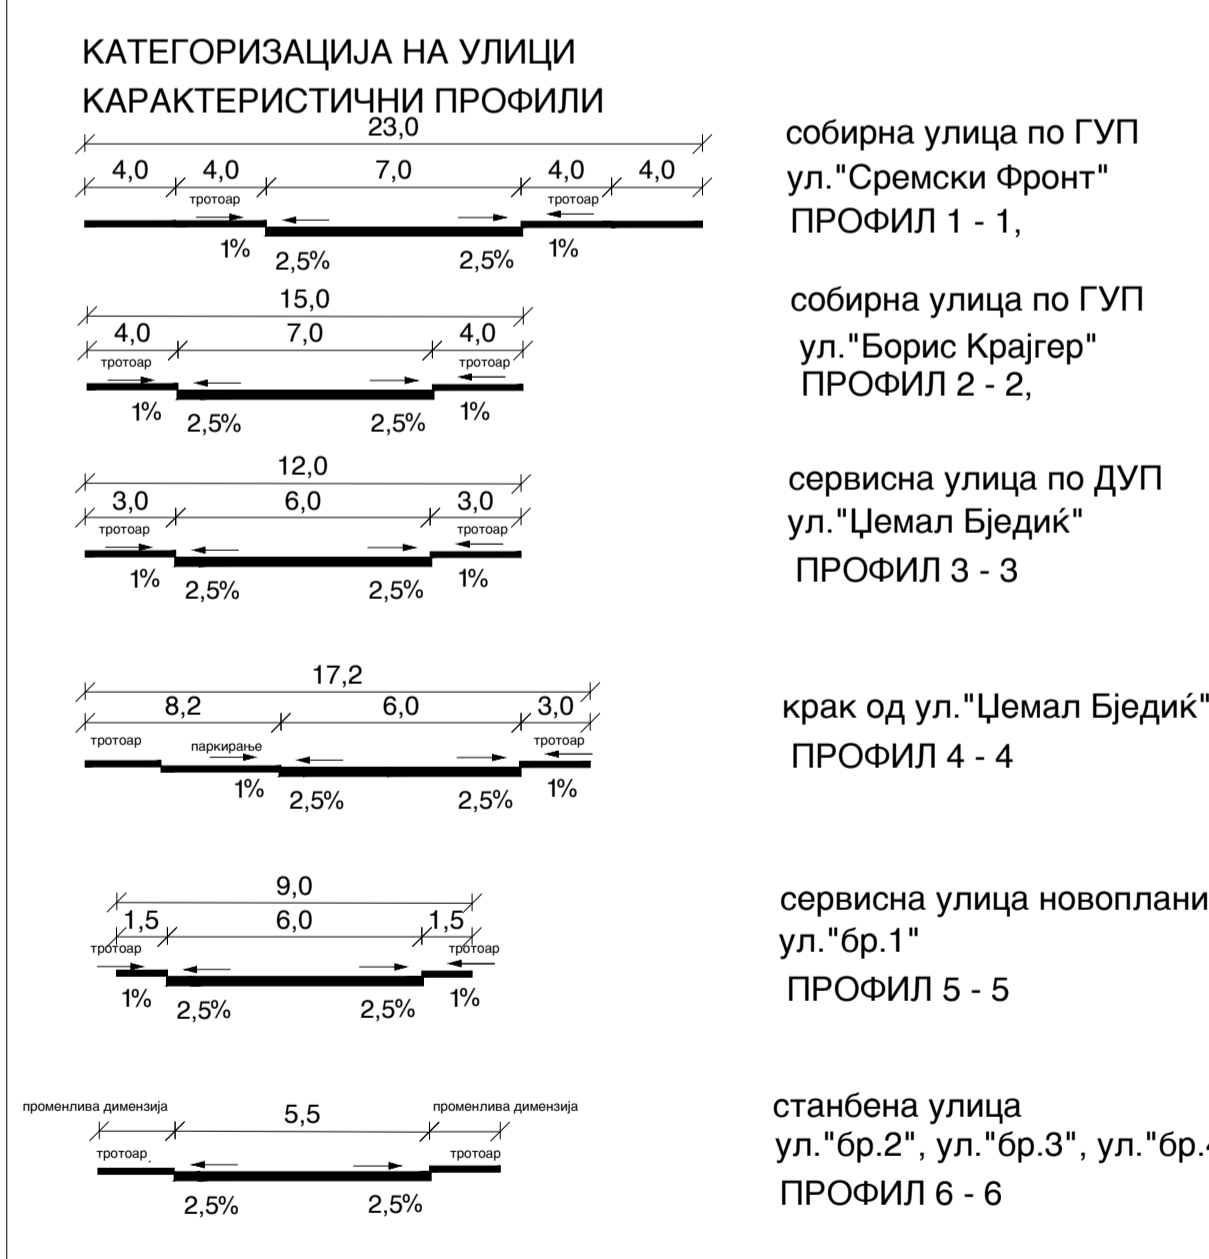 КАТЕГОРИЗАЦИЈА НА УЛИЦИ
КАРАКТЕРИСТИЧНИ ПРОФИЛИ
23,0
4,0 4,0 7,0 4,0 4,0
тротоар тротоар
1% 2,5% 2,5% 1%
собирна улица по ГУП
ул."Сремски Фронт"
ПРОФИЛ 1 - 1,
15,0
4,0 7,0 4,0
тротоар тротоар
1% 2,5% 2,5% 1%
собирна улица по ГУП
ул."Борис Крајгер"
ПРОФИЛ 2 - 2,
12,0
3,0 6,0 3,0
тротоар тротоар
1% 2,5% 2,5% 1%
сервисна улица по ДУП
ул."Џемал Бједиќ"
ПРОФИЛ 3 - 3
17,2
8,2 6,0 3,0
тротоар паркирање тротоар
1% 2,5% 2,5% 1%
крак од ул."Џемал Бједиќ"
ПРОФИЛ 4 - 4
9,0
1,5 6,0 1,5
тротоар тротоар
1% 2,5% 2,5% 1%
сервисна улица новоплани
ул."бр.1"
ПРОФИЛ 5 - 5
променлива димензија 5,5 променлива димензија
тротоар. тротоар
2,5% 2,5%
станбена улица
ул."бр.2", ул."бр.3", ул."бр.4
ПРОФИЛ 6 - 6